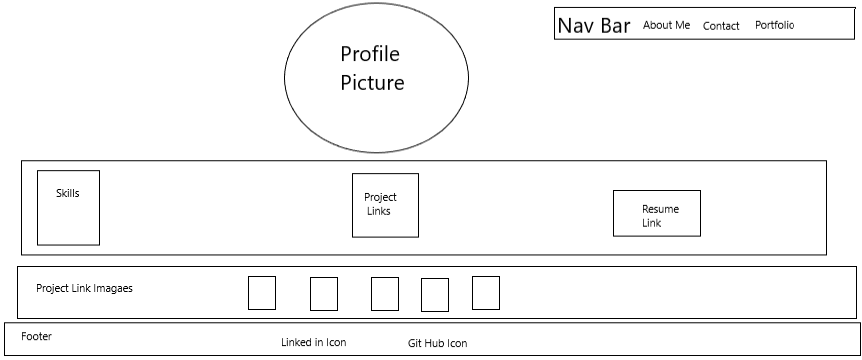 Nav Bar About Me Contact Portfolio
Profile
Picture
Skills
Project
Links
Resume
Link
Project Link Imagaes
Footer
Linked in Icon
Git Hub Icon